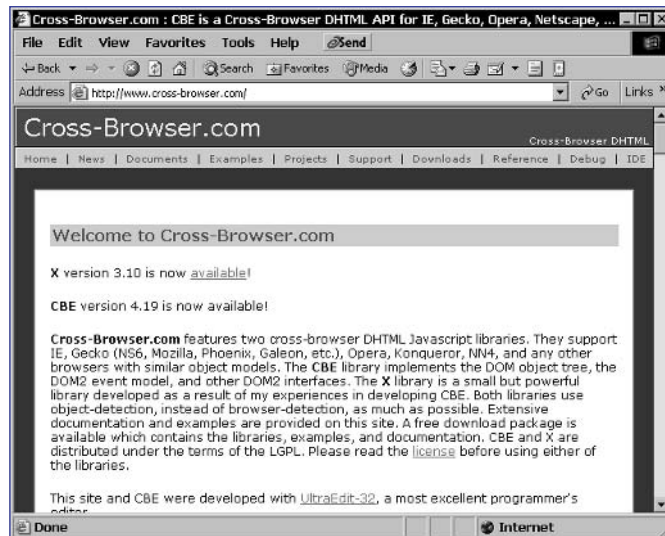 Cross-Browser.com : CBE is a Cross-Browser DHTML API for IE, Gecko, Opera, Netscape, ...
File Edit View Favorites Tools Help Send
Back Search Favorites Media
Address http://www.cross-browser.com/ Go Links »
Cross-Browser.com
Cross-Browser DHTML
Home | News | Documents | Examples | Projects | Support | Downloads | Reference | Debug | IDE
Welcome to Cross-Browser.com
X version 3.10 is now available!
CBE version 4.19 is now available!
Cross-Browser.com features two cross-browser DHTML Javascript libraries. They support
IE, Gecko (NS6, Mozilla, Phoenix, Galeon, etc.), Opera, Konqueror, NN4, and any other
browsers with similar object models. The CBE library implements the DOM object tree, the
DOM2 event model, and other DOM2 interfaces. The X library is a small but powerful
library developed as a result of my experiences in developing CBE. Both libraries use
object-detection, instead of browser-detection, as much as possible. Extensive
documentation and examples are provided on this site. A free download package is
available which contains the libraries, examples, and documentation. CBE and X are
distributed under the terms of the LGPL. Please read the license before using either of
the libraries.
This site and CBE were developed with UltraEdit-32, a most excellent programmer's
editor
Done Internet